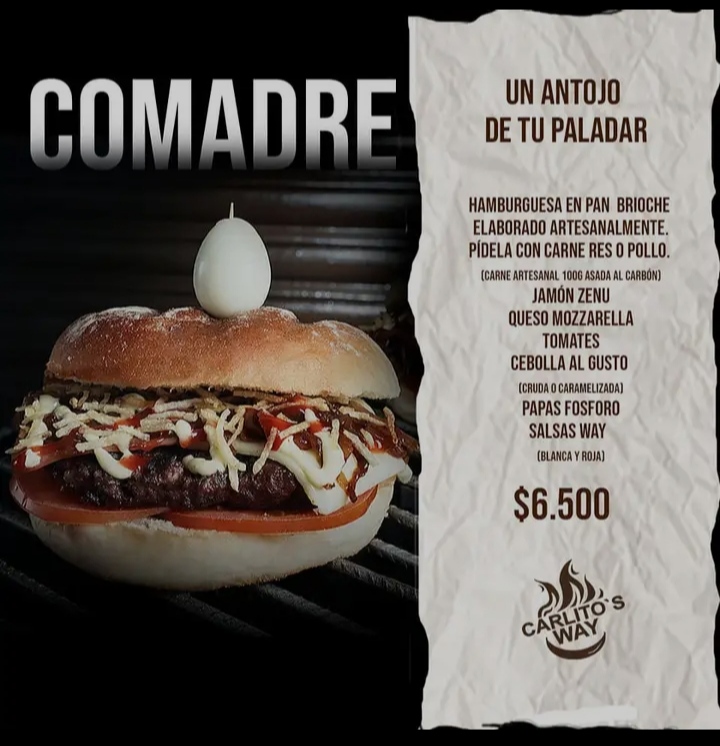 COMADRE
UN ANTOJO
DE TU PALADAR
HAMBURGUESA EN PAN BRIOCHE
ELABORADO ARTESANALMENTE.
PÍDELA CON CARNE RES O POLLO.
(CARNE ARTESANAL 100G ASADA AL CARBÓN)
JAMÓN ZENU
QUESO MOZZARELLA
TOMATES
CEBOLLA AL GUSTO
(CRUDA O CARAMELIZADA)
PAPAS FOSFORO
SALSAS WAY
(BLANCA Y ROJA)
$6.500
CARLITO'S
WAY